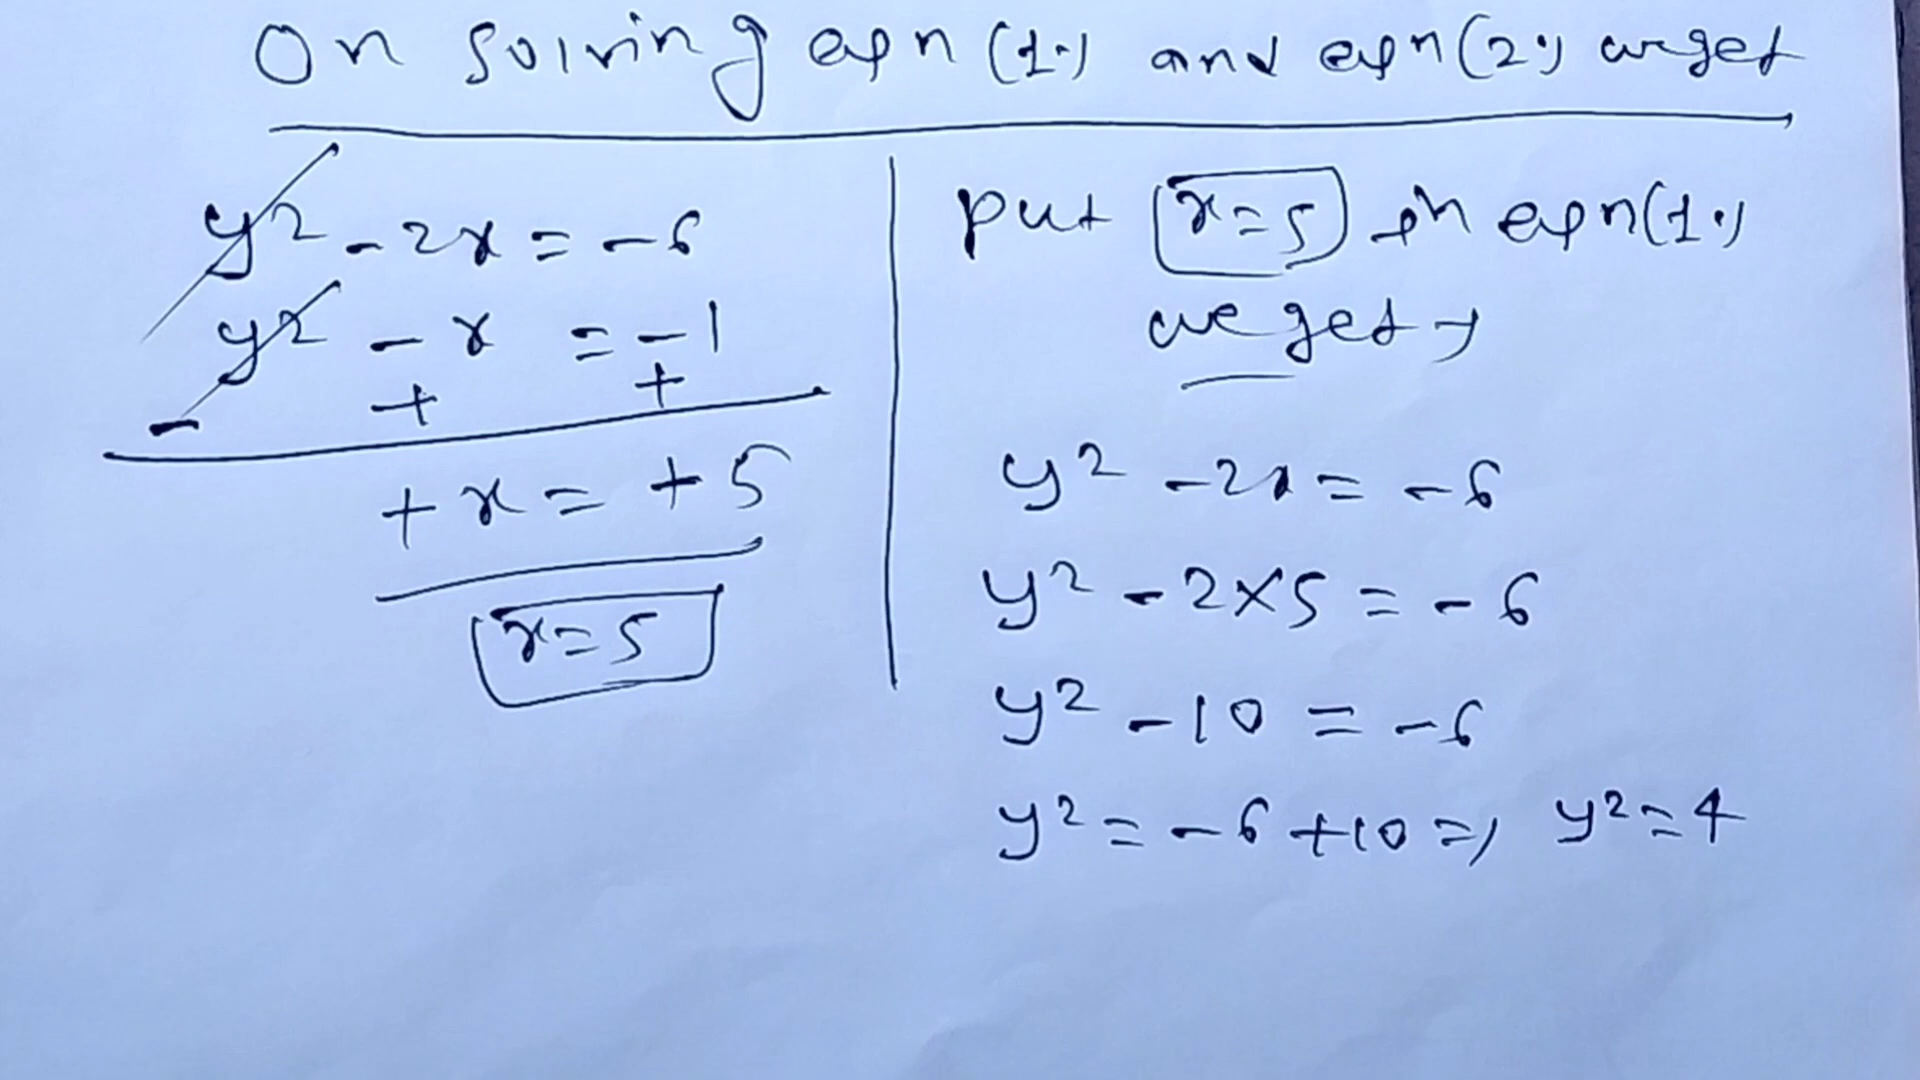 On solving eqn (1.) and eqn (2.) we get
y² - 2x = -6
y² - x = -1
- + +
+ x = + 5
x = 5
put x = 5 in eqn (1.)
we get →
y² - 2x = -6
y² - 2×5 = -6
y² - 10 = -6
y² = -6 + 10 => y² = 4